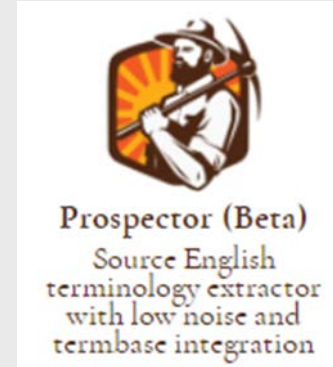 Prospector (Beta)
Source English
terminology extractor
with low noise and
termbase integration